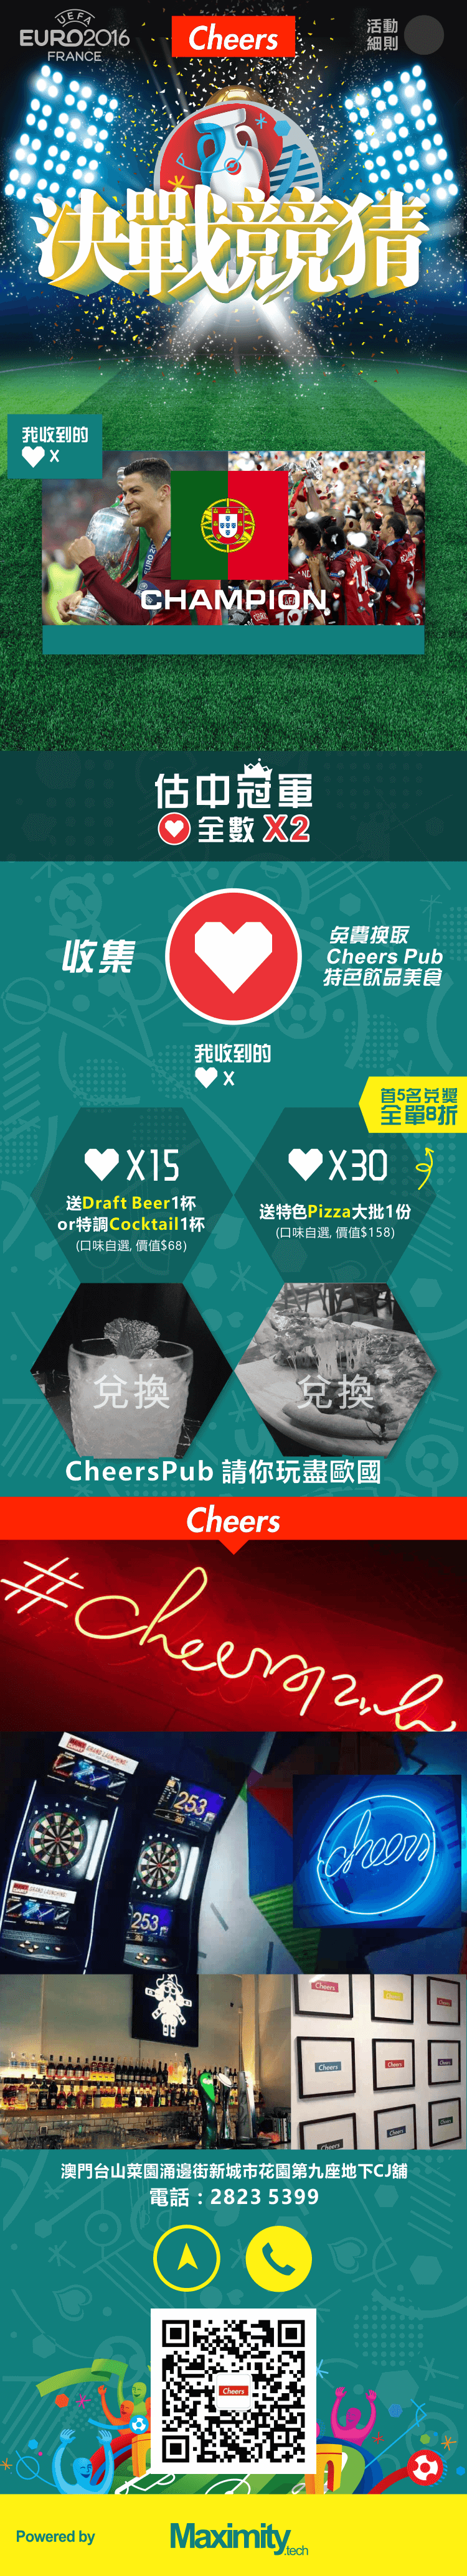 UEFA
EURO2016
FRANCE
Cheers
活動
細則
決戰競猜
我收到的
X
CHAMPION
估中冠軍
全數 X2
收集
免費換取
Cheers Pub
特色飲品美食
我收到的
X
首5名兌獎
全單8折
X15
X30
送Draft Beer1杯
or特調Cocktail1杯
(口味自選, 價值$68)
送特色Pizza大批1份
(口味自選, 價值$158)
兌換
兌換
CheersPub 請你玩盡歐國
Cheers
253
253
cheers
Cheers
Cheers
Cheers
澳門台山菜園涌邊街新城市花園第九座地下CJ舖
電話：2823 5399
Cheers
Powered by
Maximity.tech